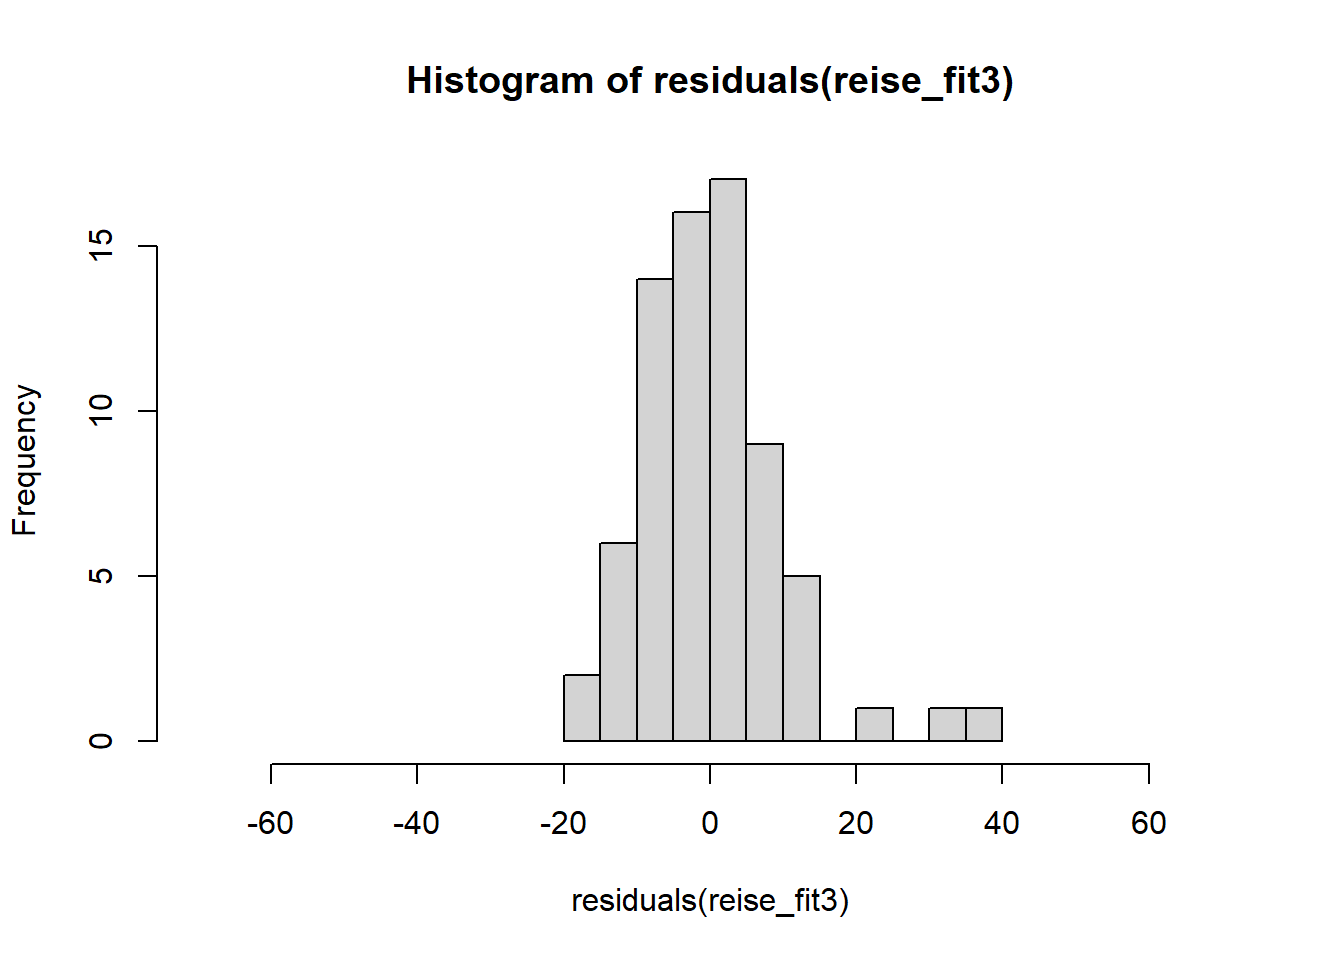 Histogram of residuals(reise_fit3)
Frequency
15
10
5
0
-60 -40 -20 0 20 40 60
residuals(reise_fit3)